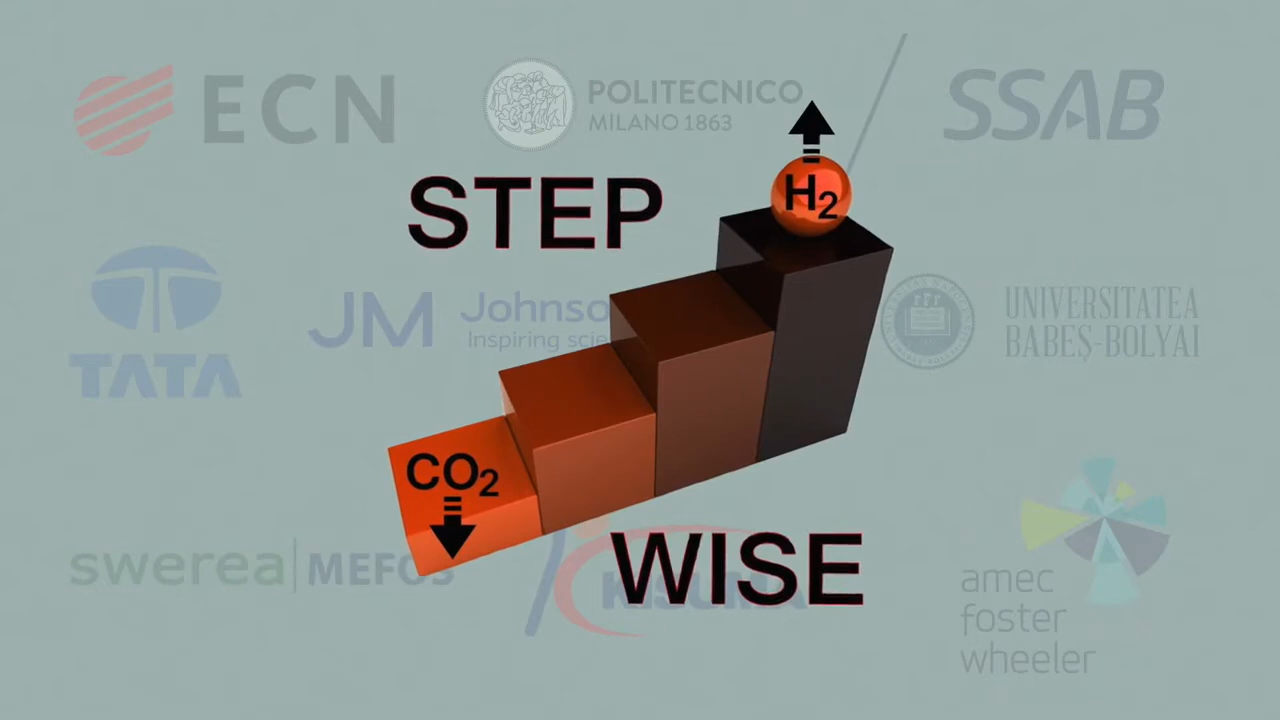 ECN
POLITECNICO
MILANO 1863
SSAB
STEP
H2
TATA
JM
Inspiring
UNIVERSITATEA
BABEŞ-BOLYAI
CO2
swerea
MEFOS
WISE
amec
foster
wheeler